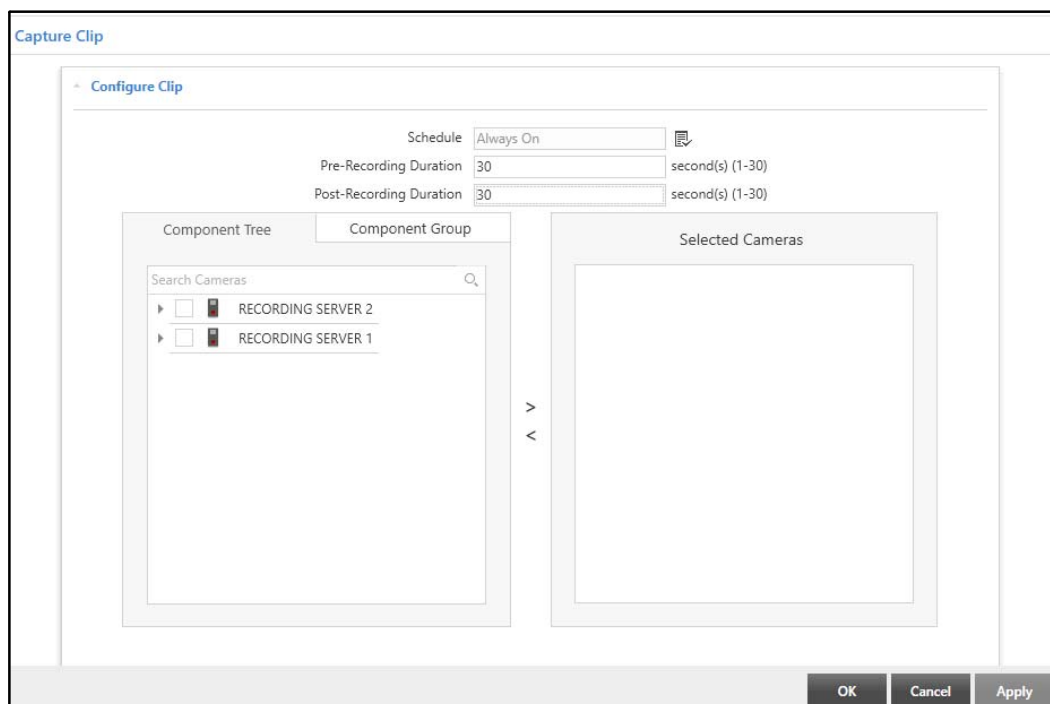 Capture Clip
Configure Clip
Schedule Always On
Pre-Recording Duration 30 second(s) (1-30)
Post-Recording Duration 30 second(s) (1-30)
Component Tree Component Group
Search Cameras
RECORDING SERVER 2
RECORDING SERVER 1
>
<
Selected Cameras
OK Cancel Apply